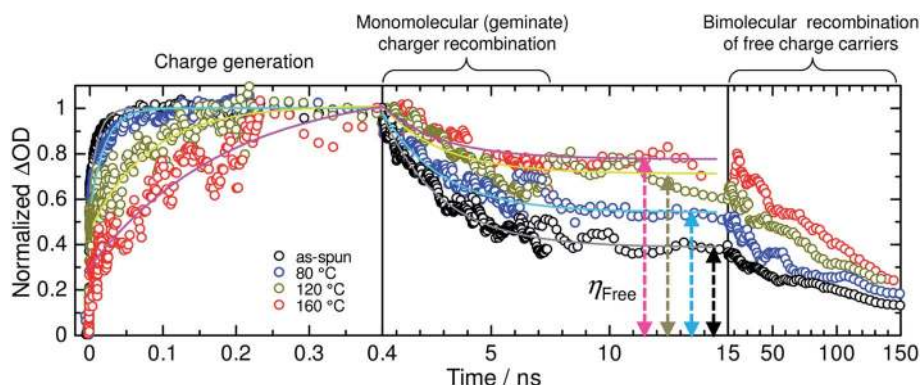 Monomolecular (geminate)
charger recombination
Bimolecular recombination
of free charge carriers
Charge generation
Normalized ΔOD
1
0.8
0.6
0.4
0.2
0
as-spun
80 °C
120 °C
160 °C
ηFree
0 0.1 0.2 0.3 0.4 5 10 15 50 100 150
Time / ns